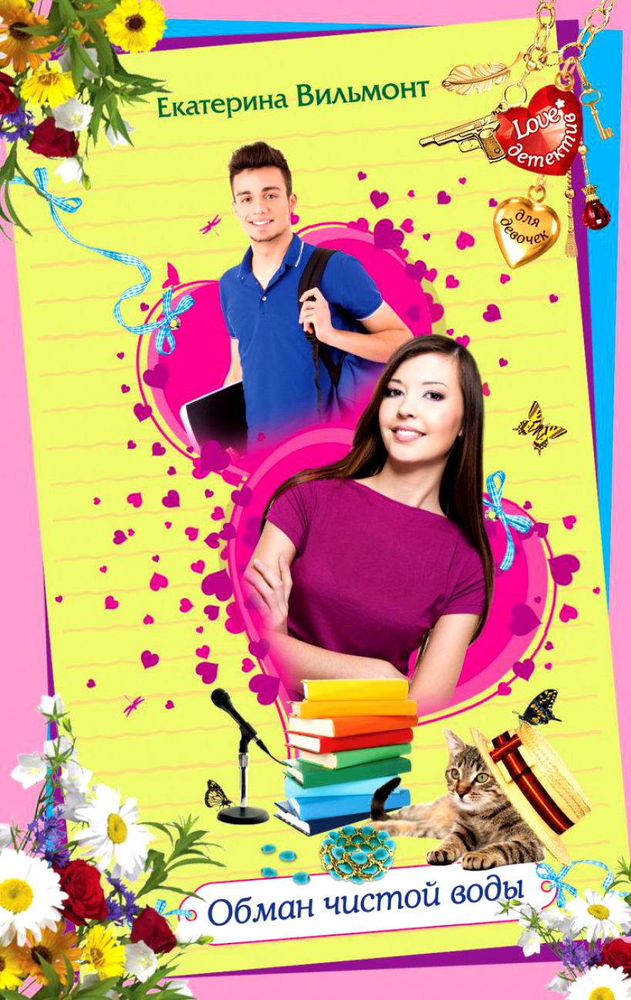 Екатерина Вильмонт
Love
детектив
для
девочек
Обман чистой воды